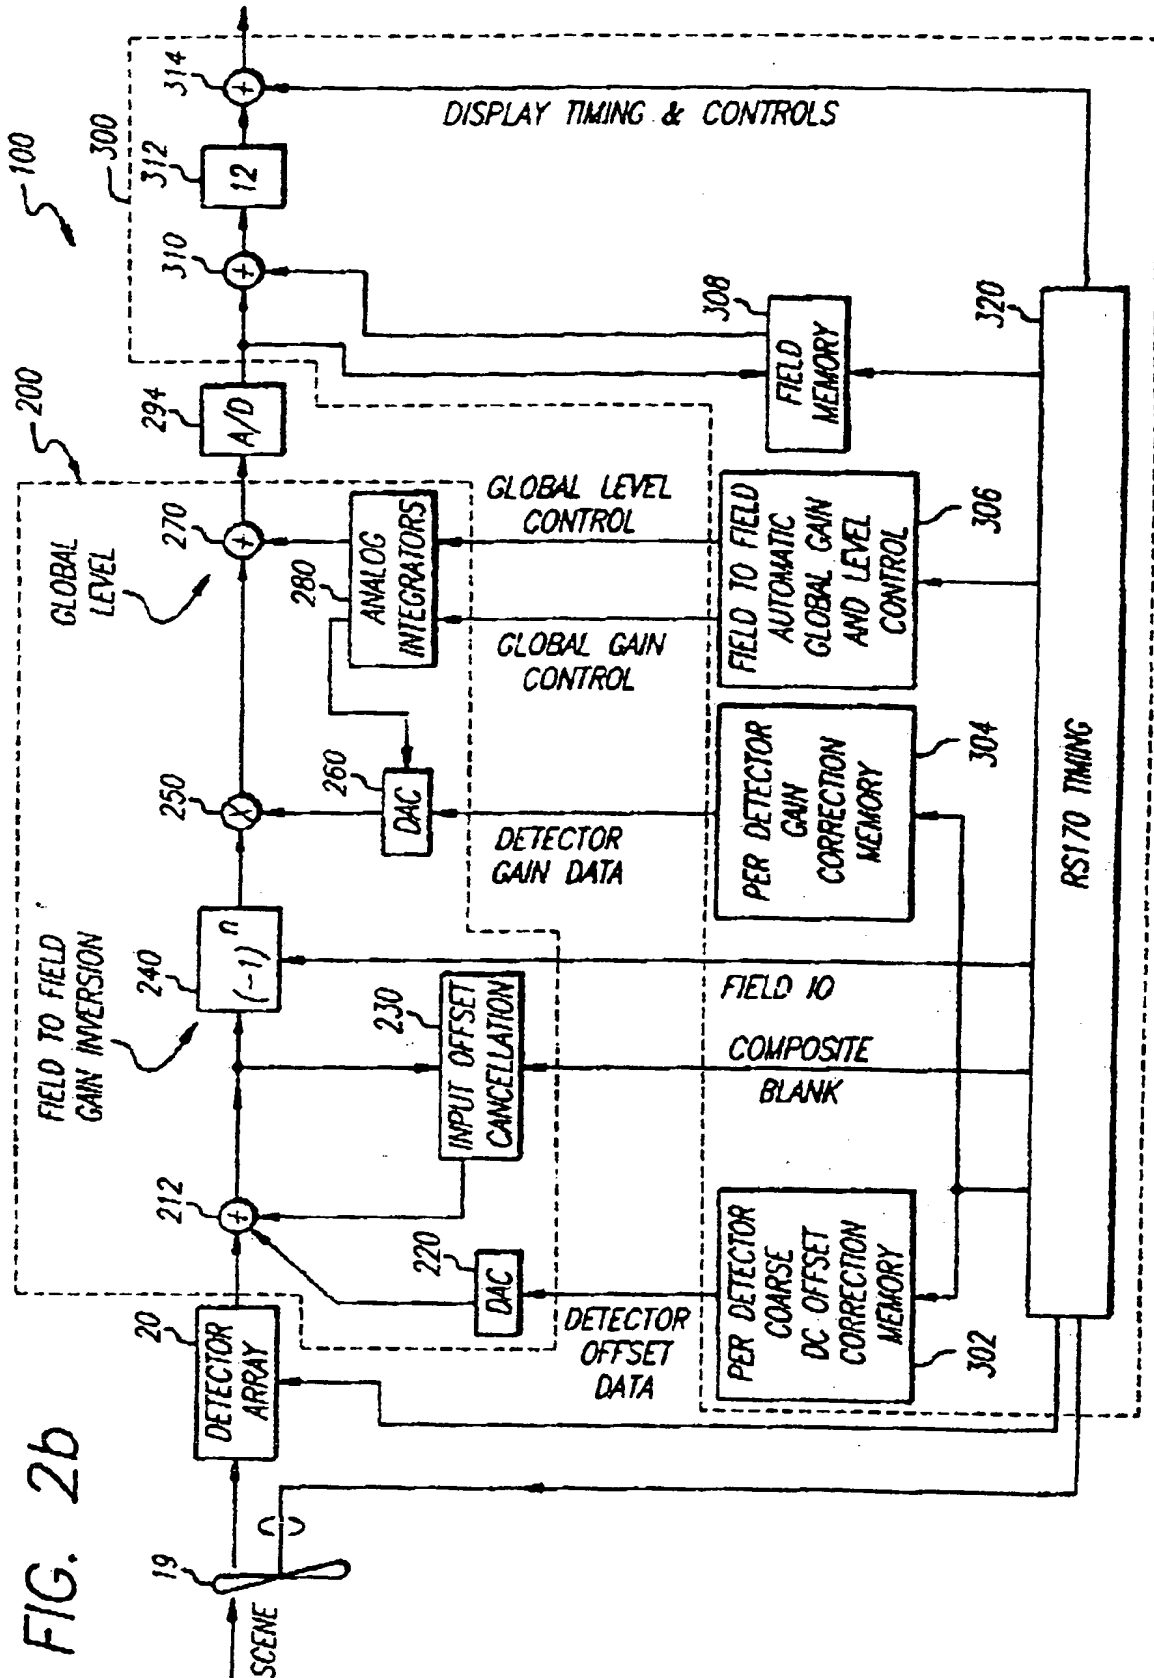 FIG. 2b
SCENE
19
20
DETECTOR
ARRAY
212
+
DAC
220
INPUT OFFSET
CANCELLATION
230
FIELD TO FIELD
GAIN INVERSION
240
(-1)^n
250
X
260
DAC
GLOBAL
LEVEL
270
+
280
ANALOG
INTEGRATORS
200
294
A/D
100
300
310
+
312
12
314
+
DISPLAY TIMING & CONTROLS
DETECTOR
OFFSET
DATA
COMPOSITE
BLANK
FIELD 10
DETECTOR
GAIN DATA
GLOBAL GAIN
CONTROL
GLOBAL LEVEL
CONTROL
PER DETECTOR
COARSE
DC OFFSET
CORRECTION
MEMORY
302
PER DETECTOR
GAIN
CORRECTION
MEMORY
304
FIELD TO FIELD
AUTOMATIC
GLOBAL GAIN
AND LEVEL
CONTROL
306
FIELD
MEMORY
308
RS170 TIMING
320